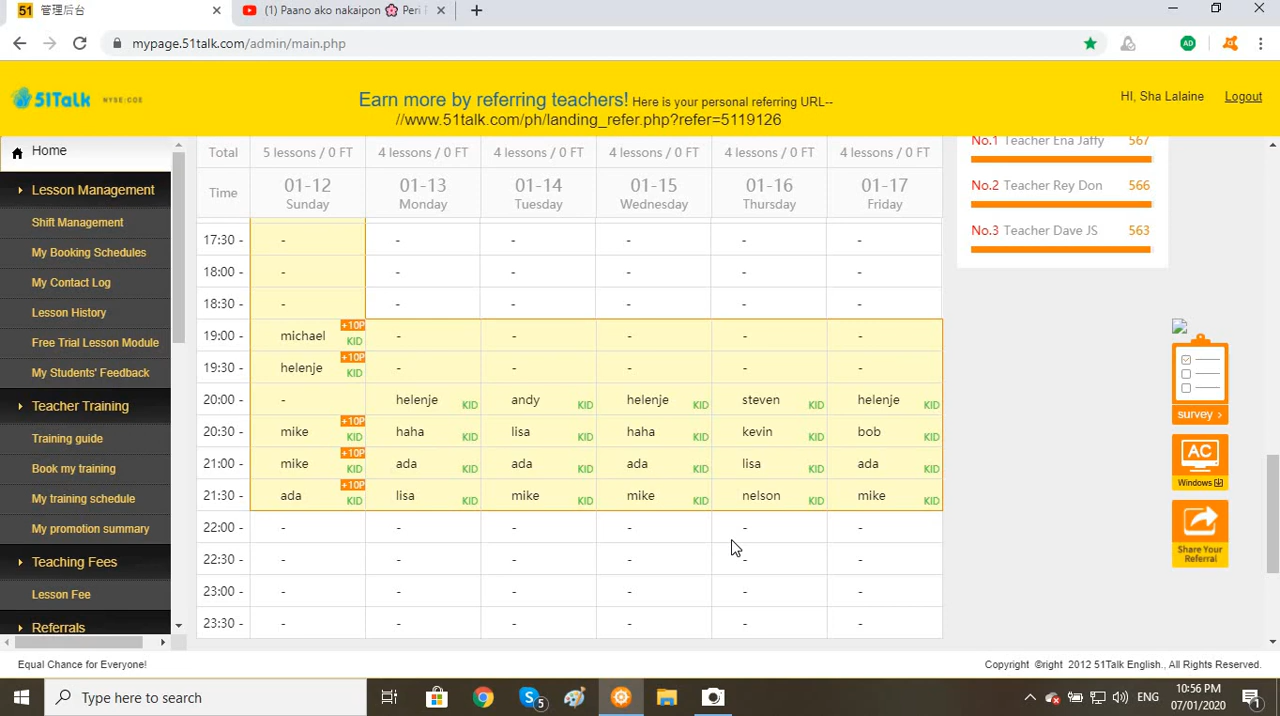 51 管理后台
(1) Paano ako nakaipon 🌸 Peri
mypage.51talk.com/admin/main.php
AD
51Talk NYSE:COE
Earn more by referring teachers! Here is your personal referring URL--
//www.51talk.com/ph/landing_refer.php?refer=5119126
HI, Sha Lalaine Logout
Home
Lesson Management
Shift Management
My Booking Schedules
My Contact Log
Lesson History
Free Trial Lesson Module
My Students' Feedback
Teacher Training
Training guide
Book my training
My training schedule
My promotion summary
Teaching Fees
Lesson Fee
Referrals
Total 5 lessons / 0 FT 4 lessons / 0 FT 4 lessons / 0 FT 4 lessons / 0 FT 4 lessons / 0 FT 4 lessons / 0 FT
Time 01-12 Sunday 01-13 Monday 01-14 Tuesday 01-15 Wednesday 01-16 Thursday 01-17 Friday
17:30 - - - - - - -
18:00 - - - - - - -
18:30 - - - - - - -
19:00 - michael +10P KID - - - - -
19:30 - helenje +10P KID - - - - -
20:00 - - helenje KID andy KID helenje KID steven KID helenje KID
20:30 - mike +10P KID haha KID lisa KID haha KID kevin KID bob KID
21:00 - mike +10P KID ada KID ada KID ada KID lisa KID ada KID
21:30 - ada +10P KID lisa KID mike KID mike KID nelson KID mike KID
22:00 - - - - - - -
22:30 - - - - - - -
23:00 - - - - - - -
23:30 - - - - - - -
No.1 Teacher Ena Jaffy 567
No.2 Teacher Rey Don 566
No.3 Teacher Dave JS 563
survey
AC
Windows
Share Your
Referral
Equal Chance for Everyone!
Copyright ©right 2012 51Talk English., All Rights Reserved.
Type here to search
S 5
ENG
10:56 PM
07/01/2020
1